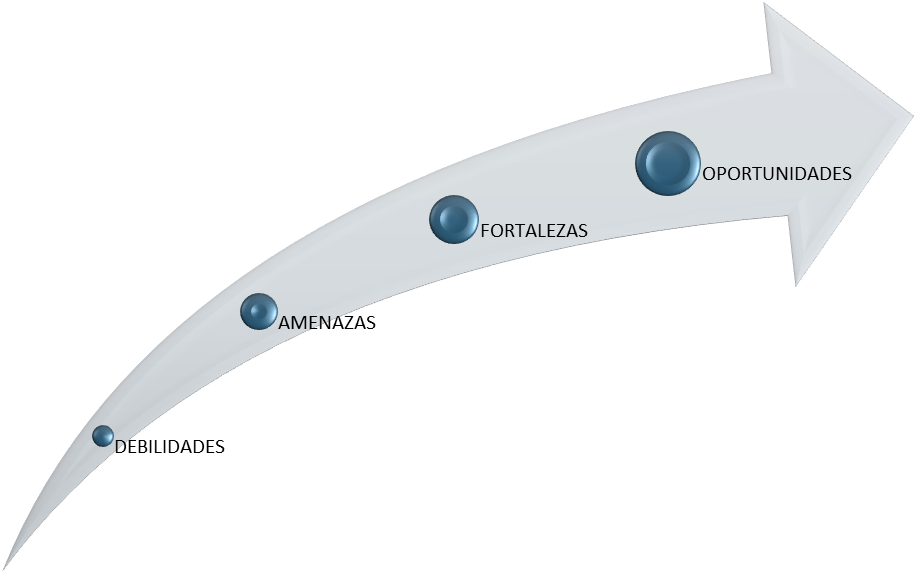 OPORTUNIDADES
FORTALEZAS
AMENAZAS
DEBILIDADES